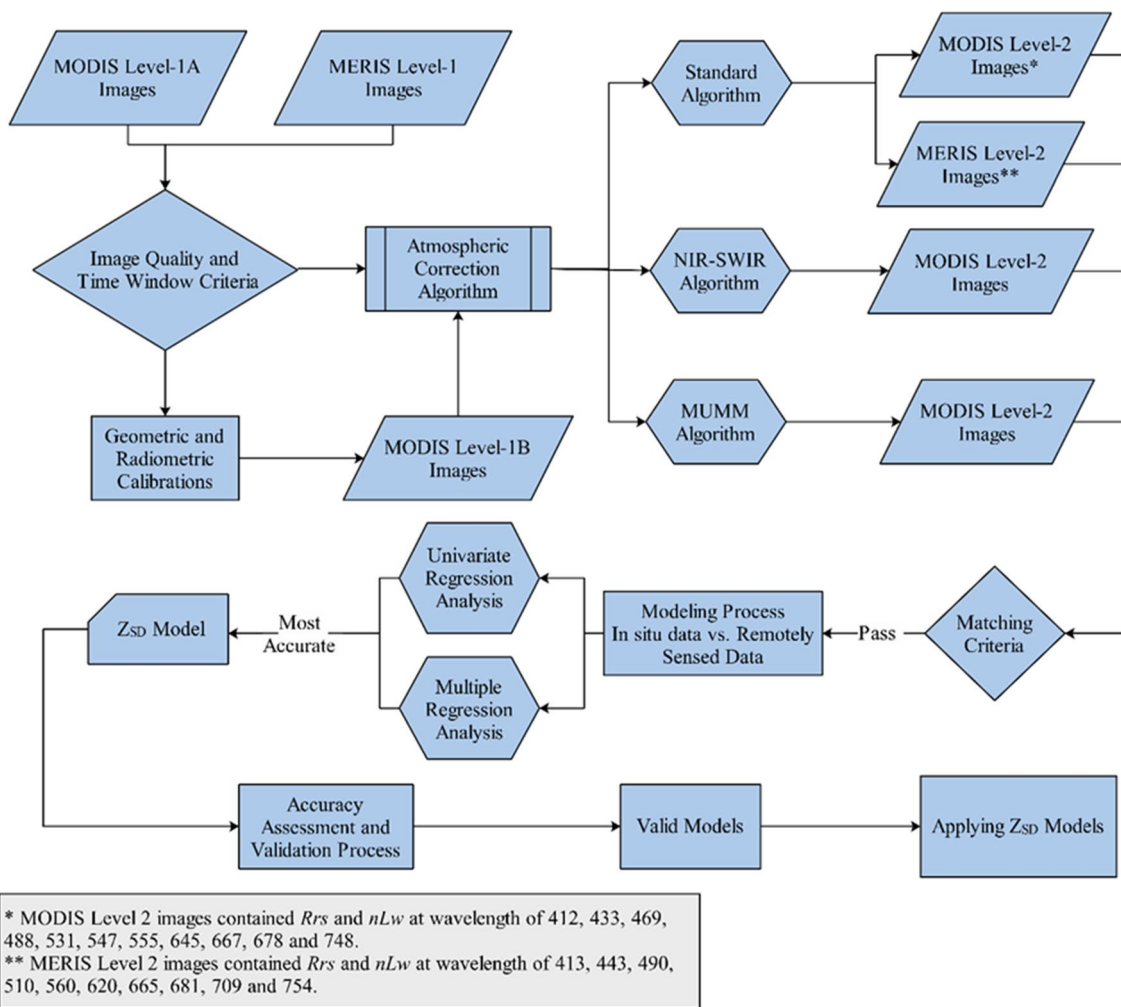 MODIS Level-1A
Images
MERIS Level-1
Images
Standard
Algorithm
MODIS Level-2
Images*
MERIS Level-2
Images**
Image Quality and
Time Window Criteria
Atmospheric
Correction
Algorithm
NIR-SWIR
Algorithm
MODIS Level-2
Images
Geometric and
Radiometric
Calibrations
MODIS Level-1B
Images
MUMM
Algorithm
MODIS Level-2
Images
Univariate
Regression
Analysis
ZSD Model
Most
Accurate
Multiple
Regression
Analysis
Modeling Process
In situ data vs. Remotely
Sensed Data
Pass
Matching
Criteria
Accuracy
Assessment and
Validation Process
Valid Models
Applying ZSD Models
* MODIS Level 2 images contained Rrs and nLw at wavelength of 412, 433, 469,
488, 531, 547, 555, 645, 667, 678 and 748.
** MERIS Level 2 images contained Rrs and nLw at wavelength of 413, 443, 490,
510, 560, 620, 665, 681, 709 and 754.